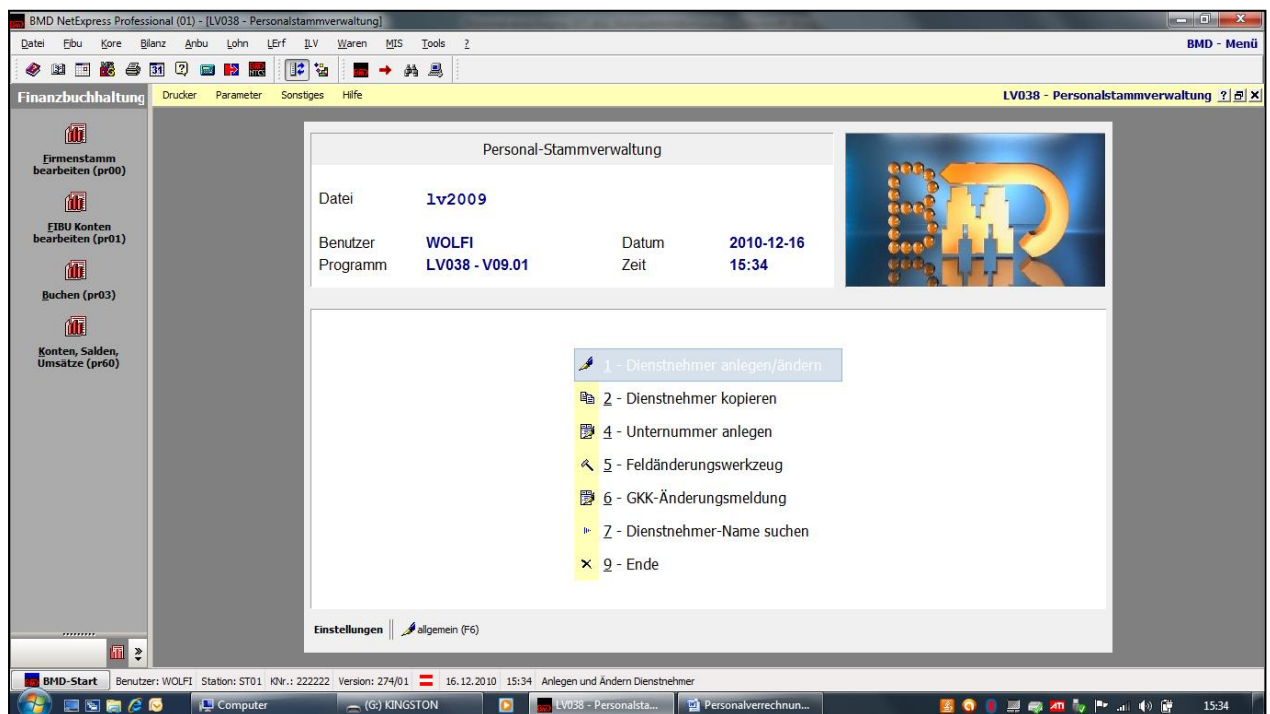 BMD NetExpress Professional (01) - [LV038 - Personalstammverwaltung]
Datei Fibu Kore Bilanz Anbu Lohn LErf ILV Waren MIS Tools ?
BMD - Menü
Finanzbuchhaltung
Drucker Parameter Sonstiges Hilfe
LV038 - Personalstammverwaltung
Firmenstamm
bearbeiten (pr00)
FIBU Konten
bearbeiten (pr01)
Buchen (pr03)
Konten, Salden,
Umsätze (pr60)
Personal-Stammverwaltung
Datei lv2009
Benutzer WOLFI Datum 2010-12-16
Programm LV038 - V09.01 Zeit 15:34
BMD
1 - Dienstnehmer anlegen/ändern
2 - Dienstnehmer kopieren
4 - Unternummer anlegen
5 - Feldänderungswerkzeug
6 - GKK-Änderungsmeldung
7 - Dienstnehmer-Name suchen
9 - Ende
Einstellungen allgemein (F6)
BMD-Start Benutzer: WOLFI Station: ST01 KNr.: 222222 Version: 274/01 16.12.2010 15:34 Anlegen und Ändern Dienstnehmer
Computer (G:) KINGSTON LV038 - Personalsta... Personalverrechnun... DE 15:34